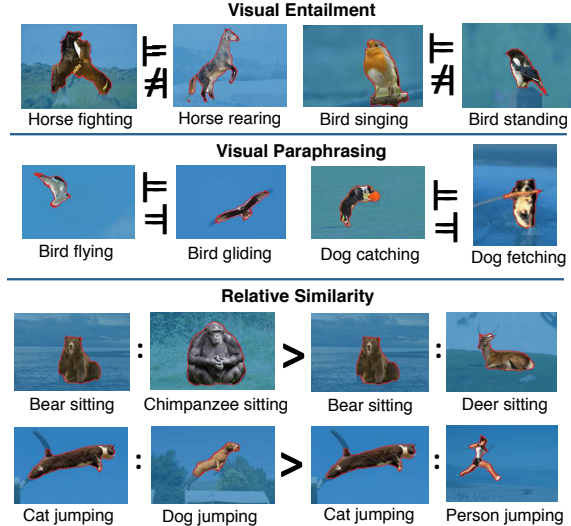 Visual Entailment
⊨
⊭
⊨
⊭
Horse fighting Horse rearing Bird singing Bird standing
Visual Paraphrasing
⊨
⫤
⊨
⫤
Bird flying Bird gliding Dog catching Dog fetching
Relative Similarity
: > :
Bear sitting Chimpanzee sitting Bear sitting Deer sitting
: > :
Cat jumping Dog jumping Cat jumping Person jumping